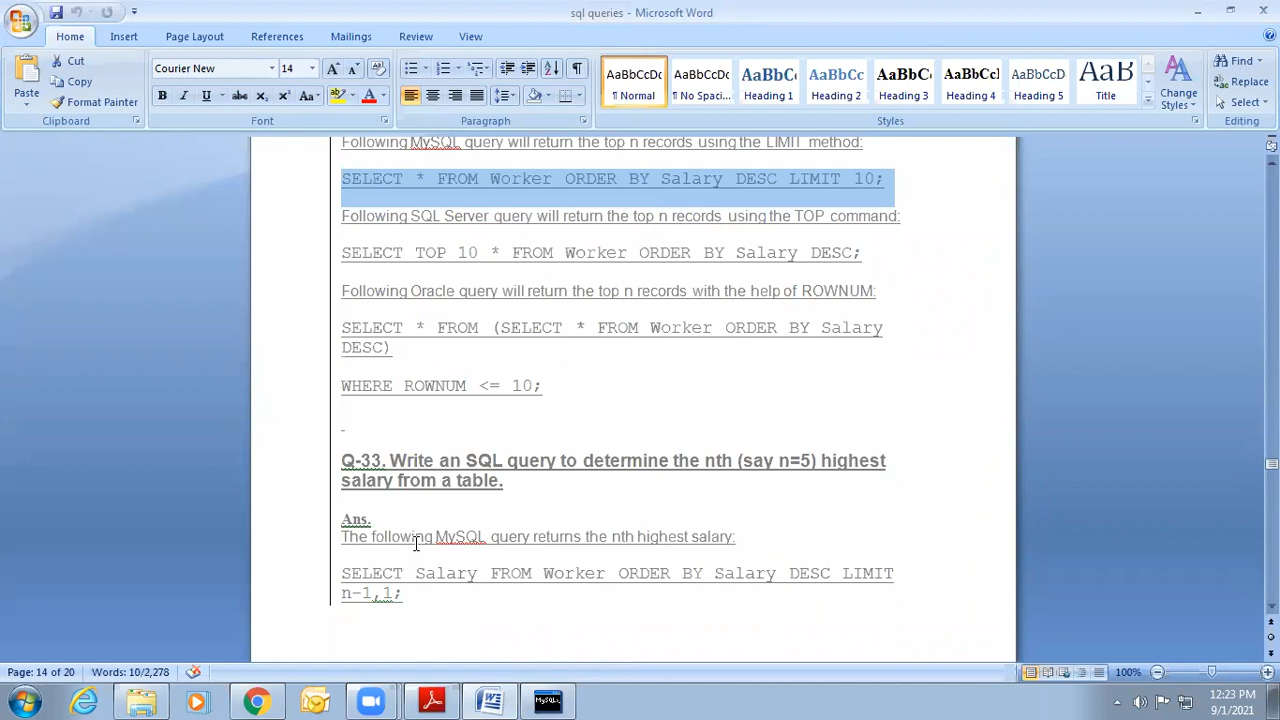 sql queries - Microsoft Word
Home Insert Page Layout References Mailings Review View
Paste
Cut
Copy
Format Painter
Clipboard
Courier New 14
B I U abc x₂ x² Aa A
Font
Paragraph
AaBbCcDc AaBbCcDc AaBbC AaBbCc AaBbCc AaBbCcI AaBbCcD AaB
¶ Normal ¶ No Spaci... Heading 1 Heading 2 Heading 3 Heading 4 Heading 5 Title
Change Styles
Styles
Find
Replace
Select
Editing
Following MySQL query will return the top n records using the LIMIT method:
SELECT * FROM Worker ORDER BY Salary DESC LIMIT 10;
Following SQL Server query will return the top n records using the TOP command:
SELECT TOP 10 * FROM Worker ORDER BY Salary DESC;
Following Oracle query will return the top n records with the help of ROWNUM:
SELECT * FROM (SELECT * FROM Worker ORDER BY Salary
DESC)
WHERE ROWNUM <= 10;
Q-33. Write an SQL query to determine the nth (say n=5) highest
salary from a table.
Ans.
The following MySQL query returns the nth highest salary:
SELECT Salary FROM Worker ORDER BY Salary DESC LIMIT
n-1,1;
Page: 14 of 20 Words: 10/2,278 100%
MySQL
12:23 PM
9/1/2021